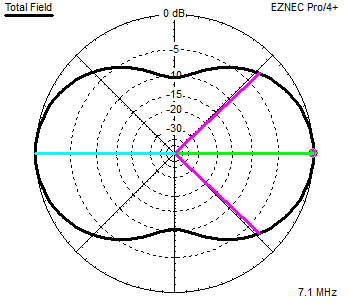 Total Field
0 dB
EZNEC Pro/4+
-5
-10
-15
-20
-30
7.1 MHz